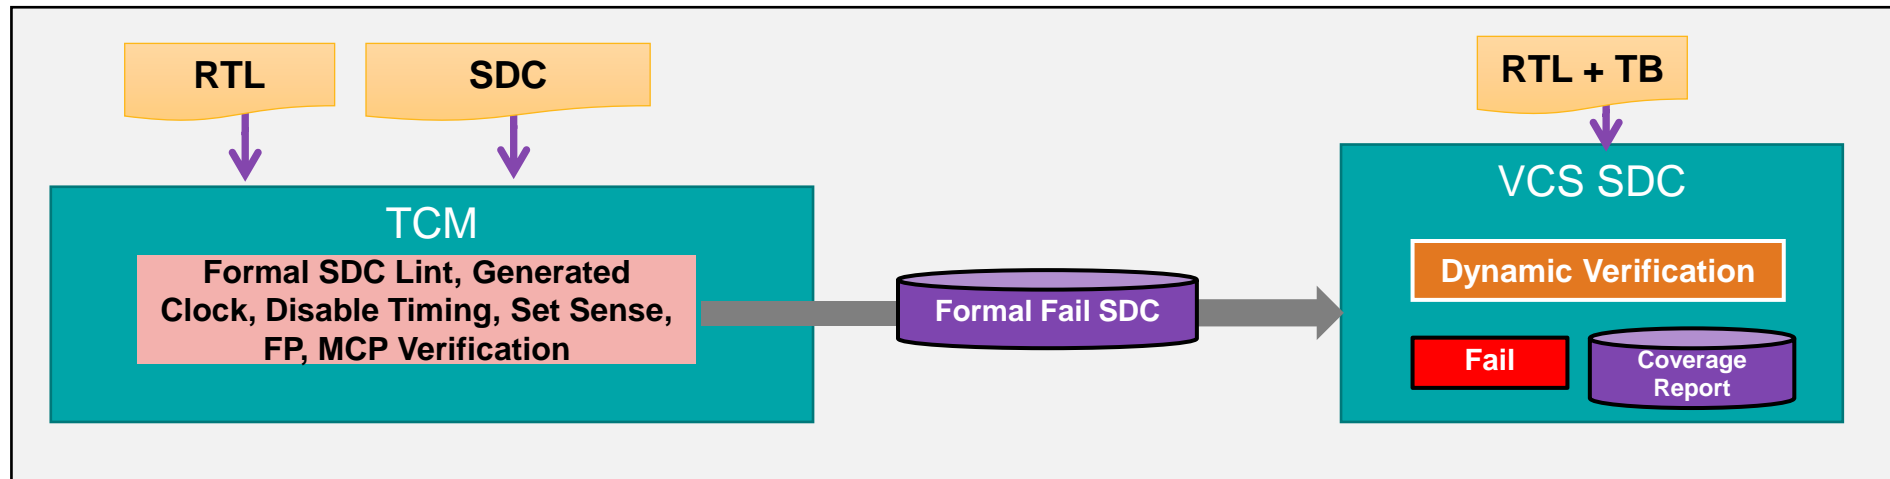 RTL
SDC
RTL + TB
TCM
Formal SDC Lint, Generated
Clock, Disable Timing, Set Sense,
FP, MCP Verification
Formal Fail SDC
VCS SDC
Dynamic Verification
Fail
Coverage
Report